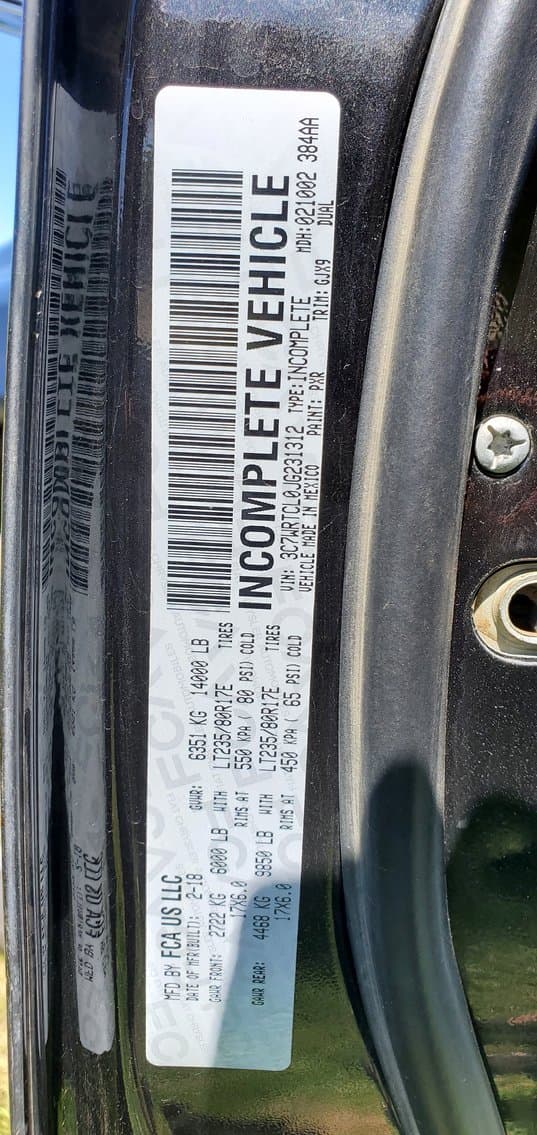 MFD BY FCA US LLC
DATE OF MFR(BUILT): 2-18 GVWR: 6351 KG 14000 LB
GAWR FRONT: 2722 KG 6000 LB WITH LT235/80R17E TIRES
17X6.0 RIMS AT 550 KPA ( 80 PSI) COLD
GAWR REAR: 4468 KG 9850 LB WITH LT235/80R17E TIRES
17X6.0 RIMS AT 450 KPA ( 65 PSI) COLD
INCOMPLETE VEHICLE
VIN: 3C7WRTCL0JG231312 TYPE:INCOMPLETE MDH:021002 384AA
VEHICLE MADE IN MEXICO PAINT: PXR TRIM: GJX9 DUAL